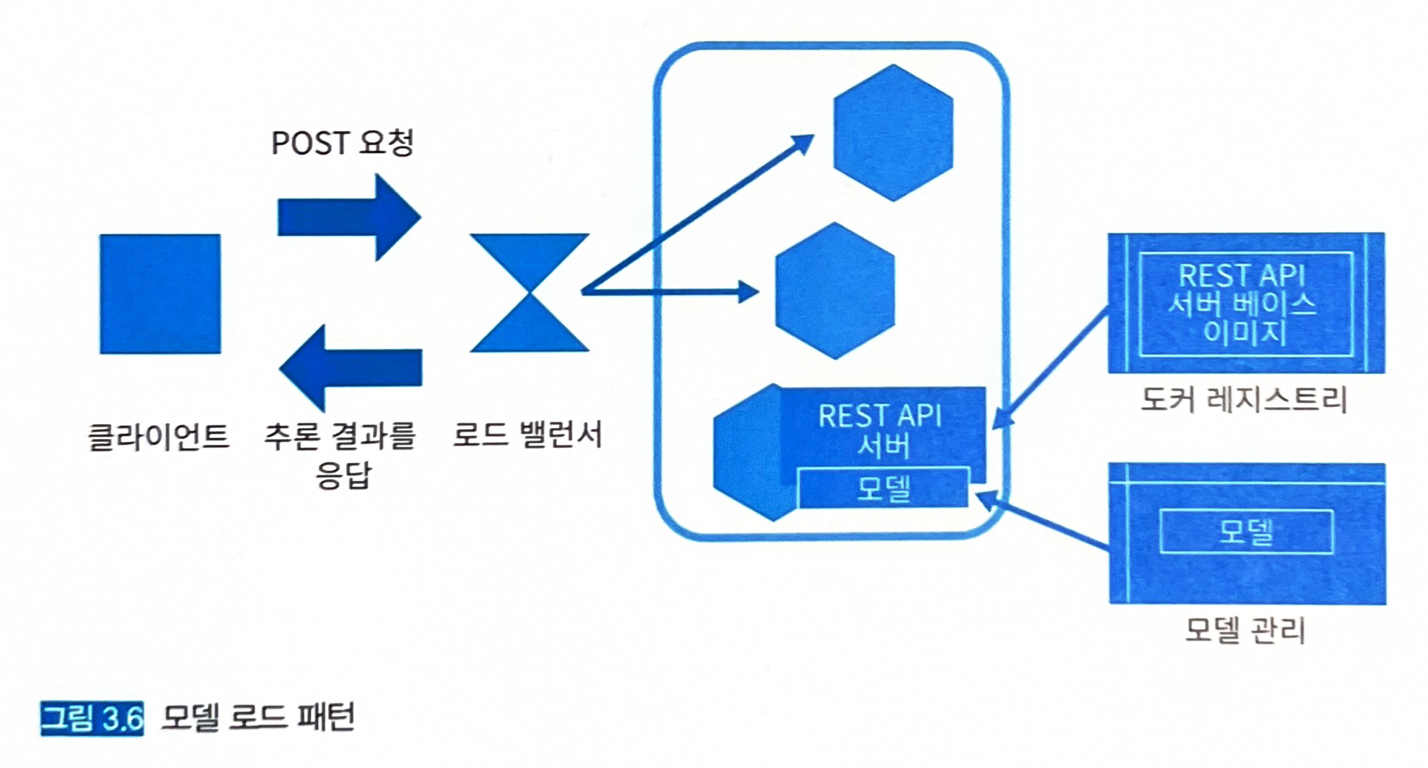 POST 요청
클라이언트
추론 결과를
응답
로드 밸런서
REST API
서버
모델
REST API
서버 베이스
이미지
도커 레지스트리
모델
모델 관리
그림 3.6 모델 로드 패턴